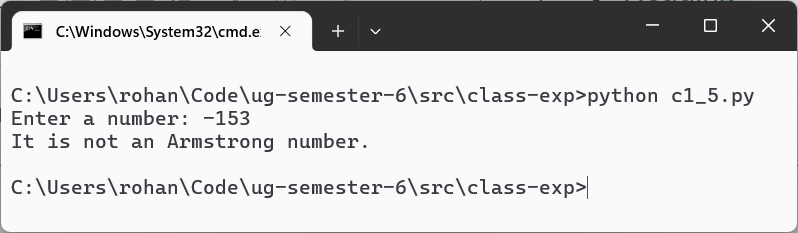 C:\Windows\System32\cmd.e
C:\Users\rohan\Code\ug-semester-6\src\class-exp>python c1_5.py
Enter a number: -153
It is not an Armstrong number.
C:\Users\rohan\Code\ug-semester-6\src\class-exp>